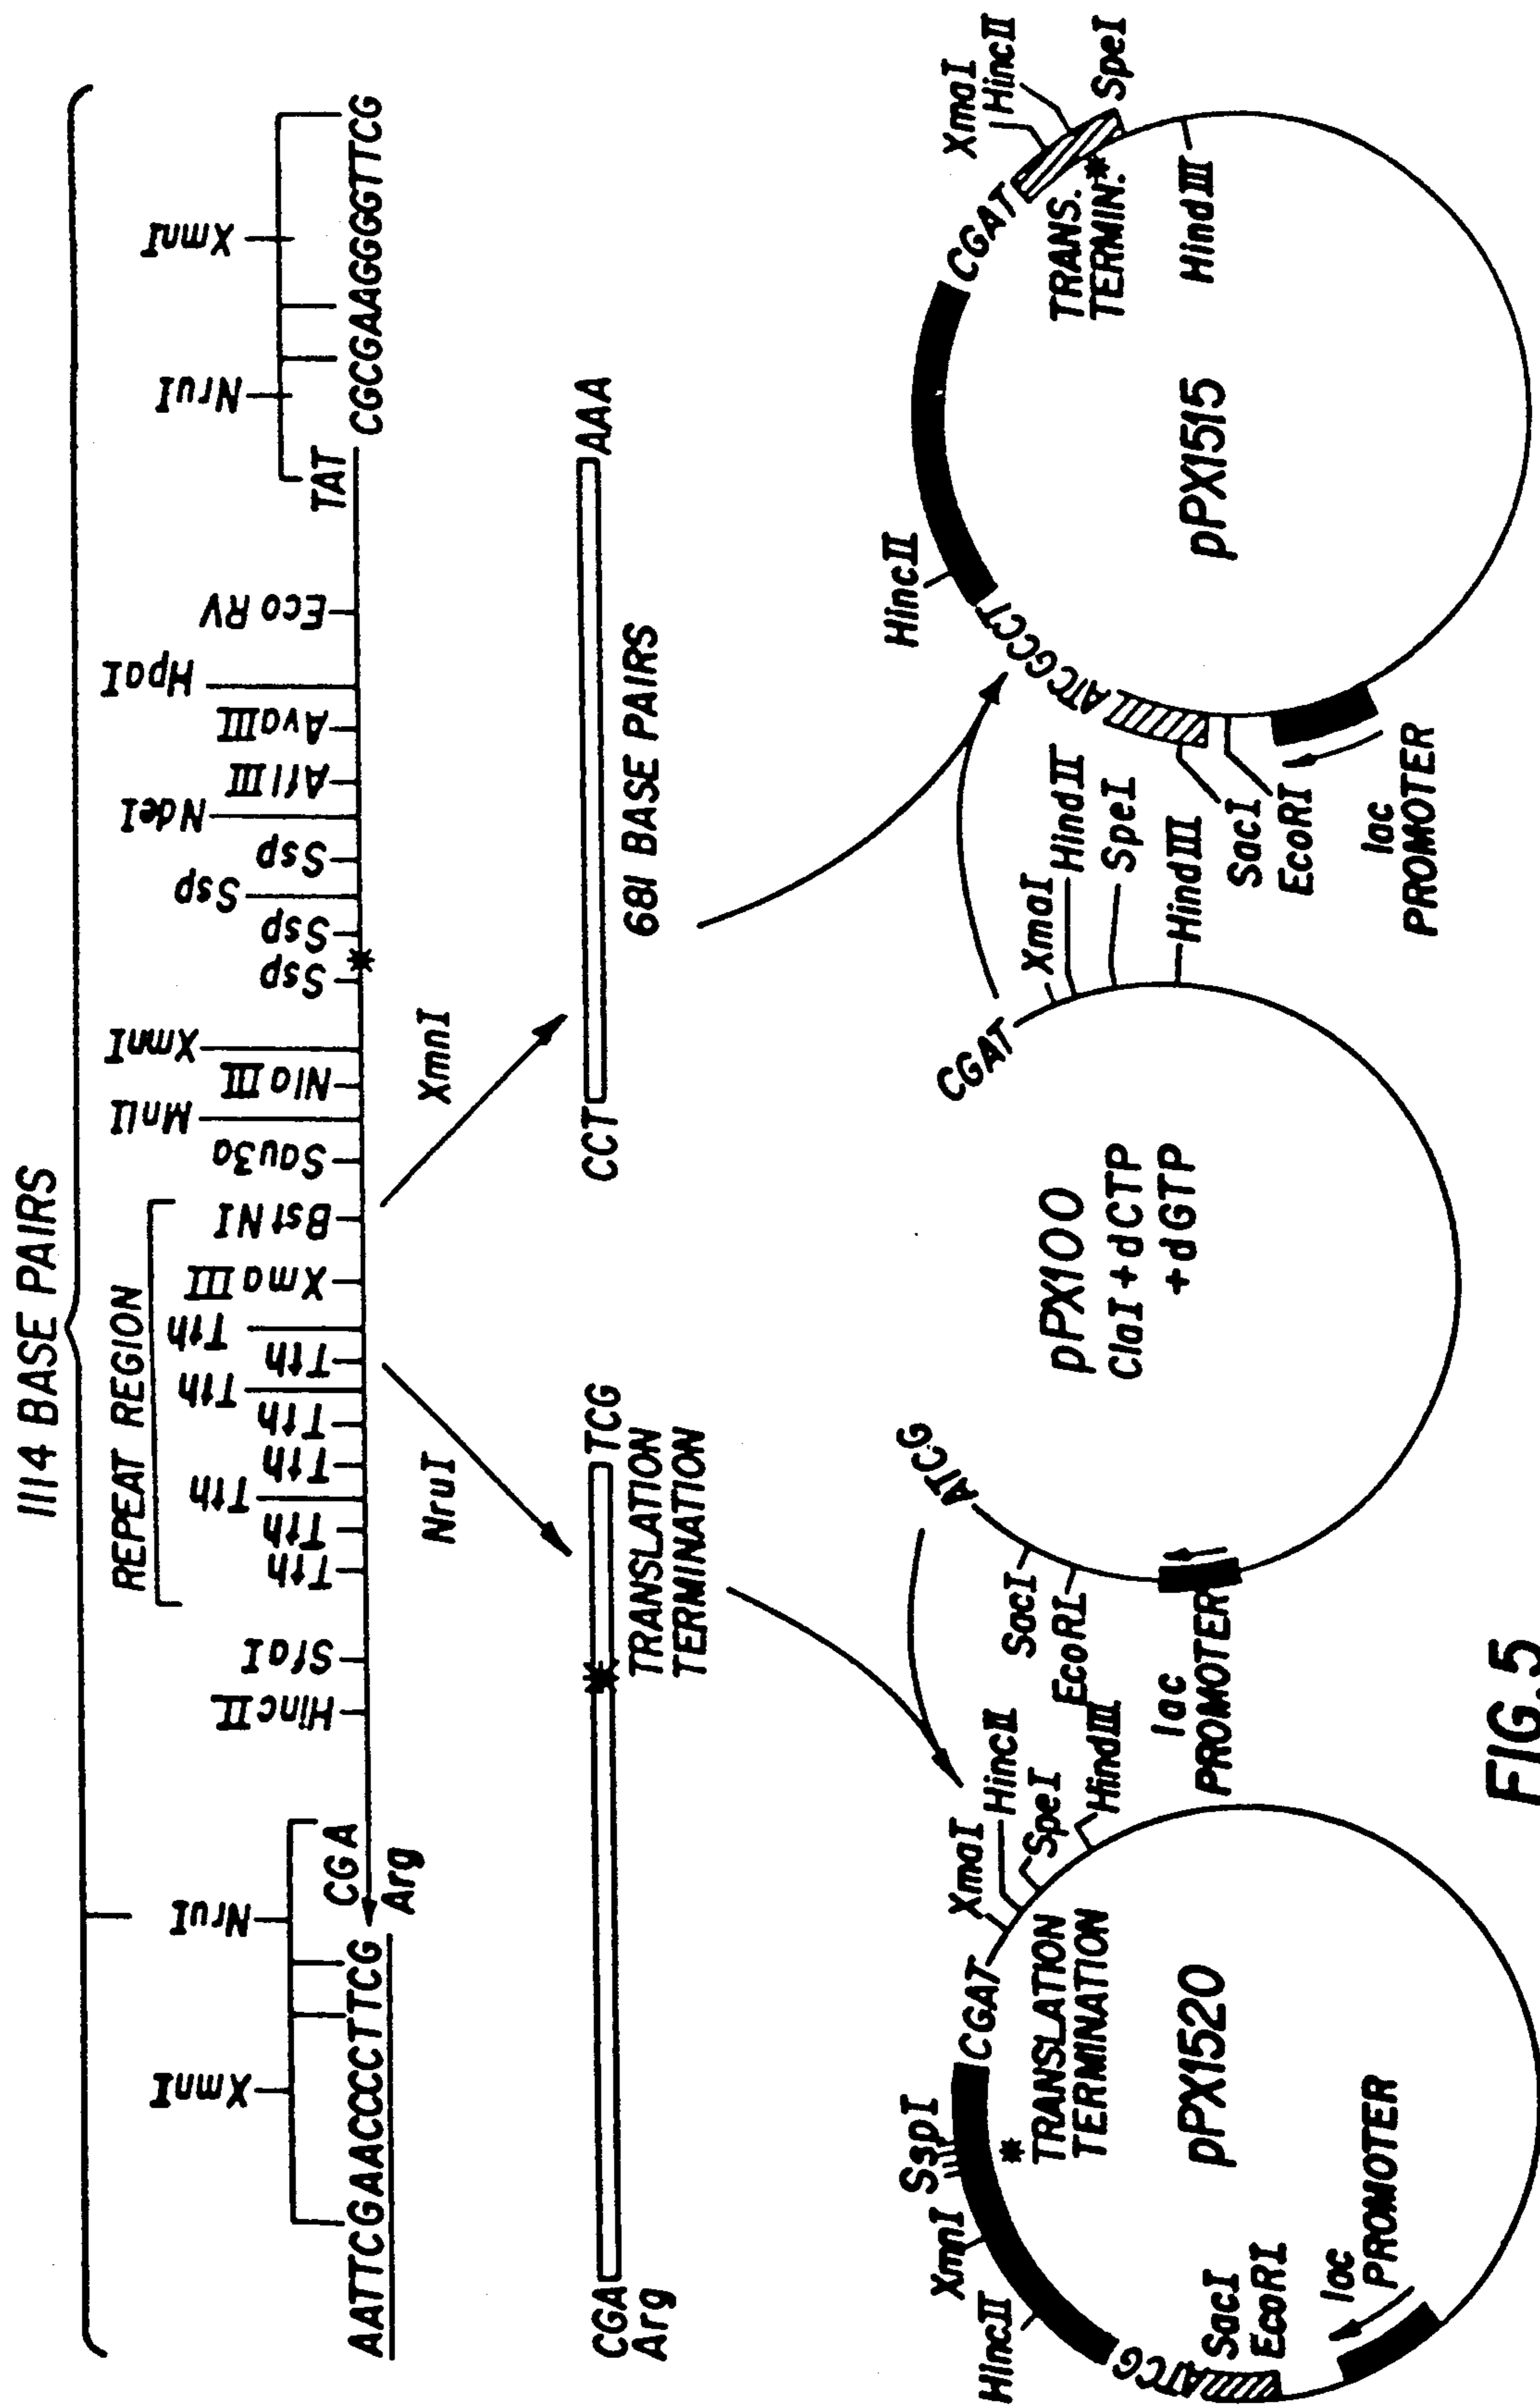 1114 BASE PAIRS
XmnI
NruI
REPEAT REGION
HincII
SfaI
Tth
Tth
Tth
Tth
Tth
Tth
Tth
Tth
XmaIII
BstNI
Sau3a
MnlI
NlaIII
XmnI
Ssp
Ssp
Ssp
Ssp
NdeI
AflIII
AvaIII
HpaI
EcoRV
NruI
XmnI
AATTCGAACCCCTTCG
CGA
Arg
*
TAT
CGCGAAGGGGTTCG
NruI
XmnI
CGA
Arg
*
TCG
TRANSLATION
TERMINATION
CCT
AAA
681 BASE PAIRS
HincII
XmnI
SspI
CGAT
XmaI
HincII
SpeI
HindIII
ATCG
SacI
EcoRI
*
TRANSLATION
TERMINATION
pPX1520
lac
PROMOTER
ATCG
CGAT
SacI
EcoRI
lac
PROMOTER
pPX100
ClaI + dCTP
+ dGTP
XmaI
HindII
SpeI
HindIII
HincII
ATCGCCT
CGAT
XmaI
HincII
SpeI
TRANS.
TERMIN.*
HindIII
SacI
EcoRI
pPX1515
lac
PROMOTER
FIG.5